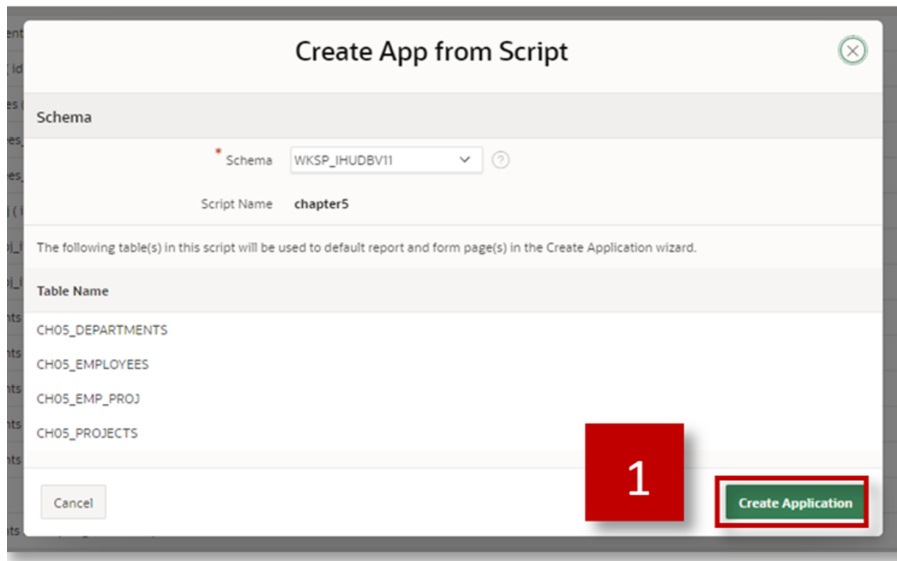 Create App from Script
Schema
* Schema WKSP_IHUDBV11
Script Name chapter5
The following table(s) in this script will be used to default report and form page(s) in the Create Application wizard.
Table Name
CH05_DEPARTMENTS
CH05_EMPLOYEES
CH05_EMP_PROJ
CH05_PROJECTS
1
Cancel
Create Application